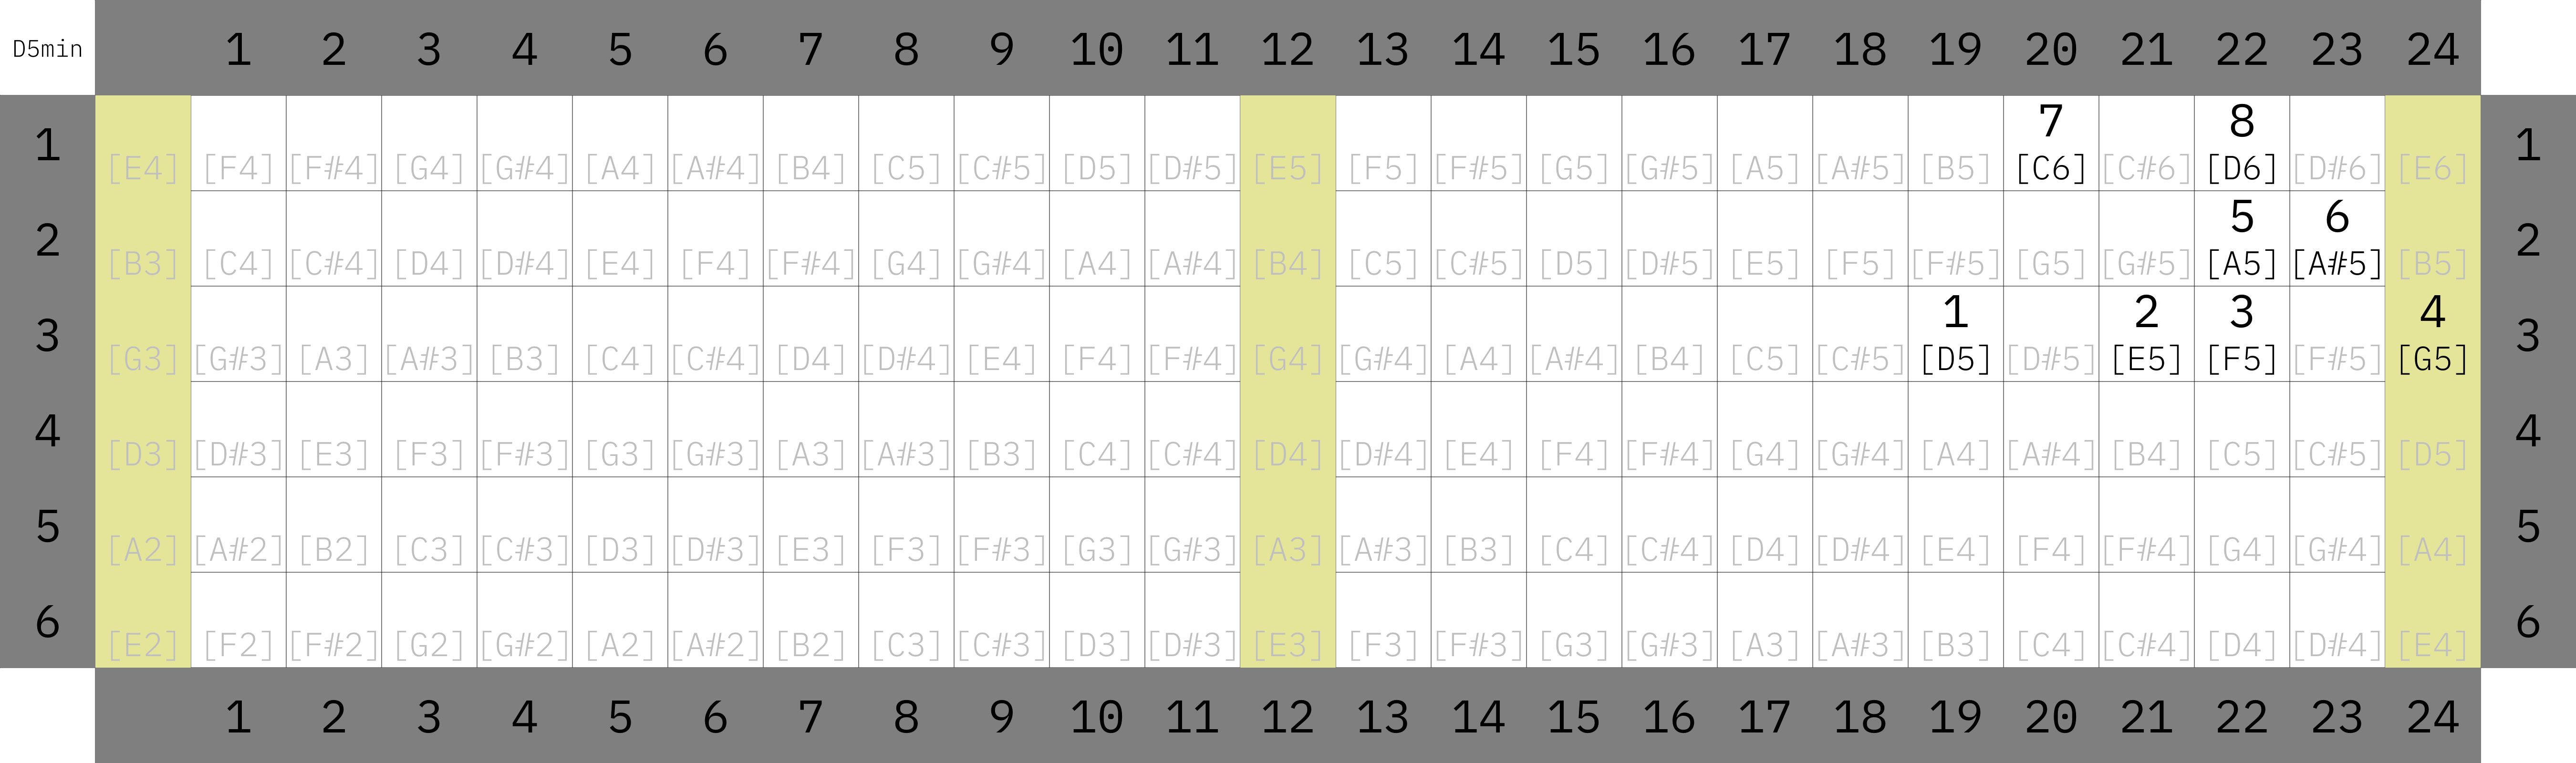 D5min 1 2 3 4 5 6 7 8 9 10 11 12 13 14 15 16 17 18 19 20 21 22 23 24
7 8
1 [E4] [F4] [F#4] [G4] [G#4] [A4] [A#4] [B4] [C5] [C#5] [D5] [D#5] [E5] [F5] [F#5] [G5] [G#5] [A5] [A#5] [B5] [C6] [C#6] [D6] [D#6] [E6] 1
5 6
2 [B3] [C4] [C#4] [D4] [D#4] [E4] [F4] [F#4] [G4] [G#4] [A4] [A#4] [B4] [C5] [C#5] [D5] [D#5] [E5] [F5] [F#5] [G5] [G#5] [A5] [A#5] [B5] 2
1 2 3 4
3 [G3] [G#3] [A3] [A#3] [B3] [C4] [C#4] [D4] [D#4] [E4] [F4] [F#4] [G4] [G#4] [A4] [A#4] [B4] [C5] [C#5] [D5] [D#5] [E5] [F5] [F#5] [G5] 3
4 [D3] [D#3] [E3] [F3] [F#3] [G3] [G#3] [A3] [A#3] [B3] [C4] [C#4] [D4] [D#4] [E4] [F4] [F#4] [G4] [G#4] [A4] [A#4] [B4] [C5] [C#5] [D5] 4
5 [A2] [A#2] [B2] [C3] [C#3] [D3] [D#3] [E3] [F3] [F#3] [G3] [G#3] [A3] [A#3] [B3] [C4] [C#4] [D4] [D#4] [E4] [F4] [F#4] [G4] [G#4] [A4] 5
6 [E2] [F2] [F#2] [G2] [G#2] [A2] [A#2] [B2] [C3] [C#3] [D3] [D#3] [E3] [F3] [F#3] [G3] [G#3] [A3] [A#3] [B3] [C4] [C#4] [D4] [D#4] [E4] 6
1 2 3 4 5 6 7 8 9 10 11 12 13 14 15 16 17 18 19 20 21 22 23 24